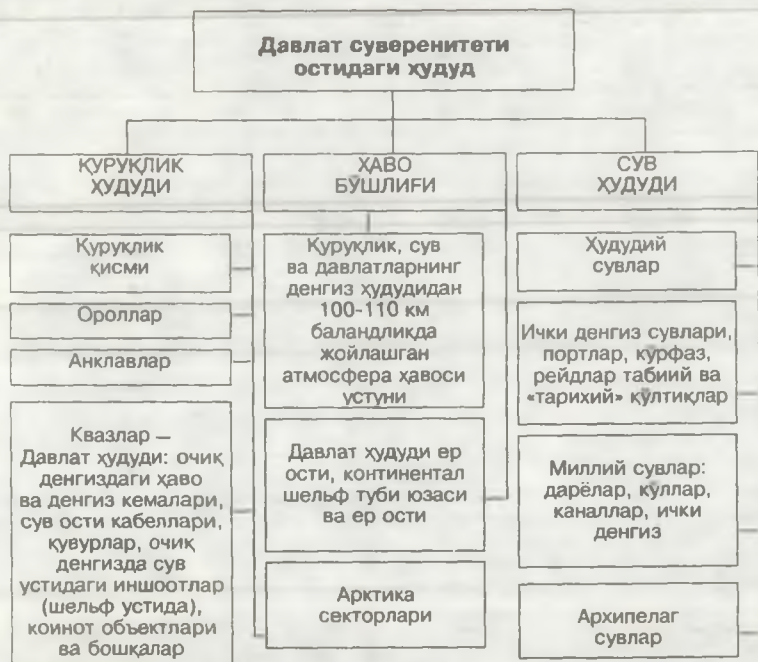 Давлат суверенитети
остидаги ҳудуд
ҚУРУҚЛИК
ҲУДУДИ
Қуруқлик
қисми
Ороллар
Анклавлар
Квазлар —
Давлат ҳудуди: очиқ
денгиздаги ҳаво
ва денгиз кемалари,
сув ости кабеллари,
қувурлар, очиқ
денгизда сув
устидаги иншоотлар
(шельф устида),
коинот объектлари
ва бошқалар
ҲАВО
БЎШЛИҒИ
Қуруқлик, сув
ва давлатларнинг
денгиз ҳудудидан
100-110 км
баландликда
жойлашган
атмосфера ҳавоси
устуни
Давлат ҳудуди ер
ости, континентал
шельф туби юзаси
ва ер ости
Арктика
секторлари
СУВ
ҲУДУДИ
Ҳудудий
сувлар
Ички денгиз сувлари,
портлар, кўрфаз,
рейдлар табиий ва
«тарихий» қўлтиқлар
Миллий сувлар:
дарёлар, кўллар,
каналлар, ички
денгиз
Архипелаг
сувлар